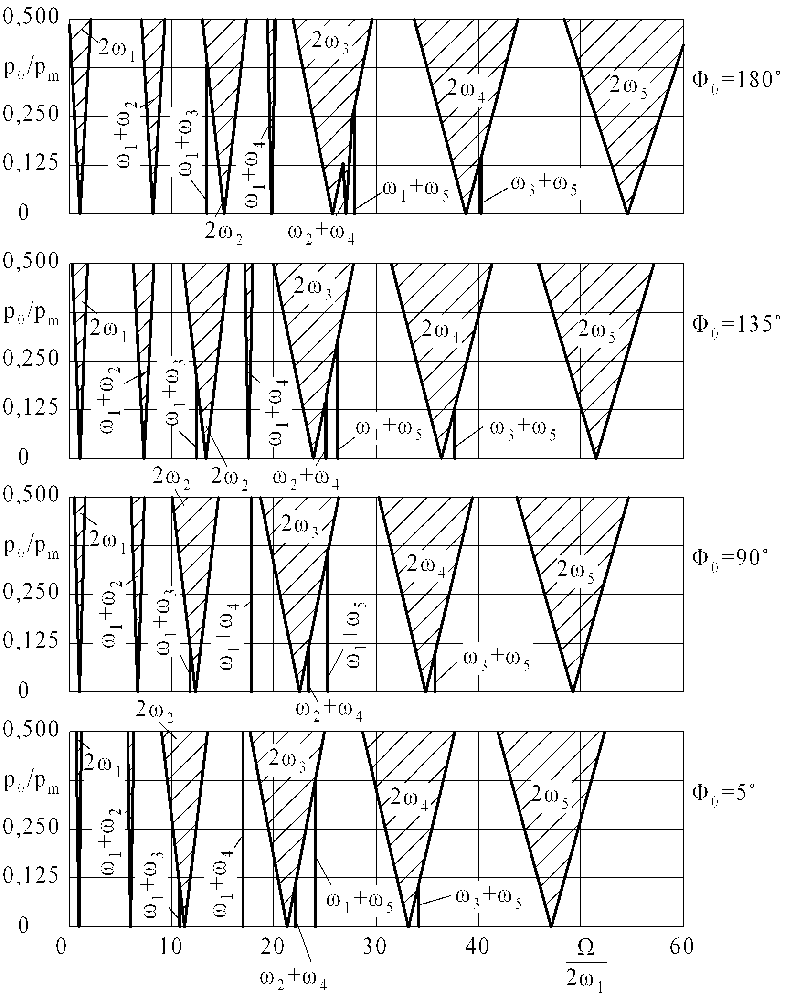 0,500
2ω₁
2ω₃
p₀/pₘ
Φ₀=180°
2ω₄
2ω₅
0,250
ω₁+ω₂
ω₁+ω₃
0,125
ω₁+ω₄
ω₁+ω₅
ω₃+ω₅
0
2ω₂
ω₂+ω₄
0,500
2ω₃
p₀/pₘ
2ω₁
2ω₄
2ω₅
Φ₀=135°
0,250
ω₁+ω₂
ω₁+ω₃
0,125
ω₁+ω₄
ω₁+ω₅
ω₃+ω₅
0
2ω₂
2ω₂
ω₂+ω₄
0,500
2ω₃
p₀/pₘ
2ω₁
2ω₄
2ω₅
Φ₀=90°
0,250
ω₁+ω₂
ω₁+ω₃
ω₁+ω₄
ω₁+ω₅
0,125
ω₃+ω₅
0
2ω₂
ω₂+ω₄
0,500
2ω₁
2ω₃
p₀/pₘ
2ω₄
2ω₅
Φ₀=5°
0,250
ω₁+ω₂
ω₁+ω₃
ω₁+ω₄
0,125
ω₁+ω₅
ω₃+ω₅
0
0 10 20 30 40 Ω 60
2ω₁
ω₂+ω₄